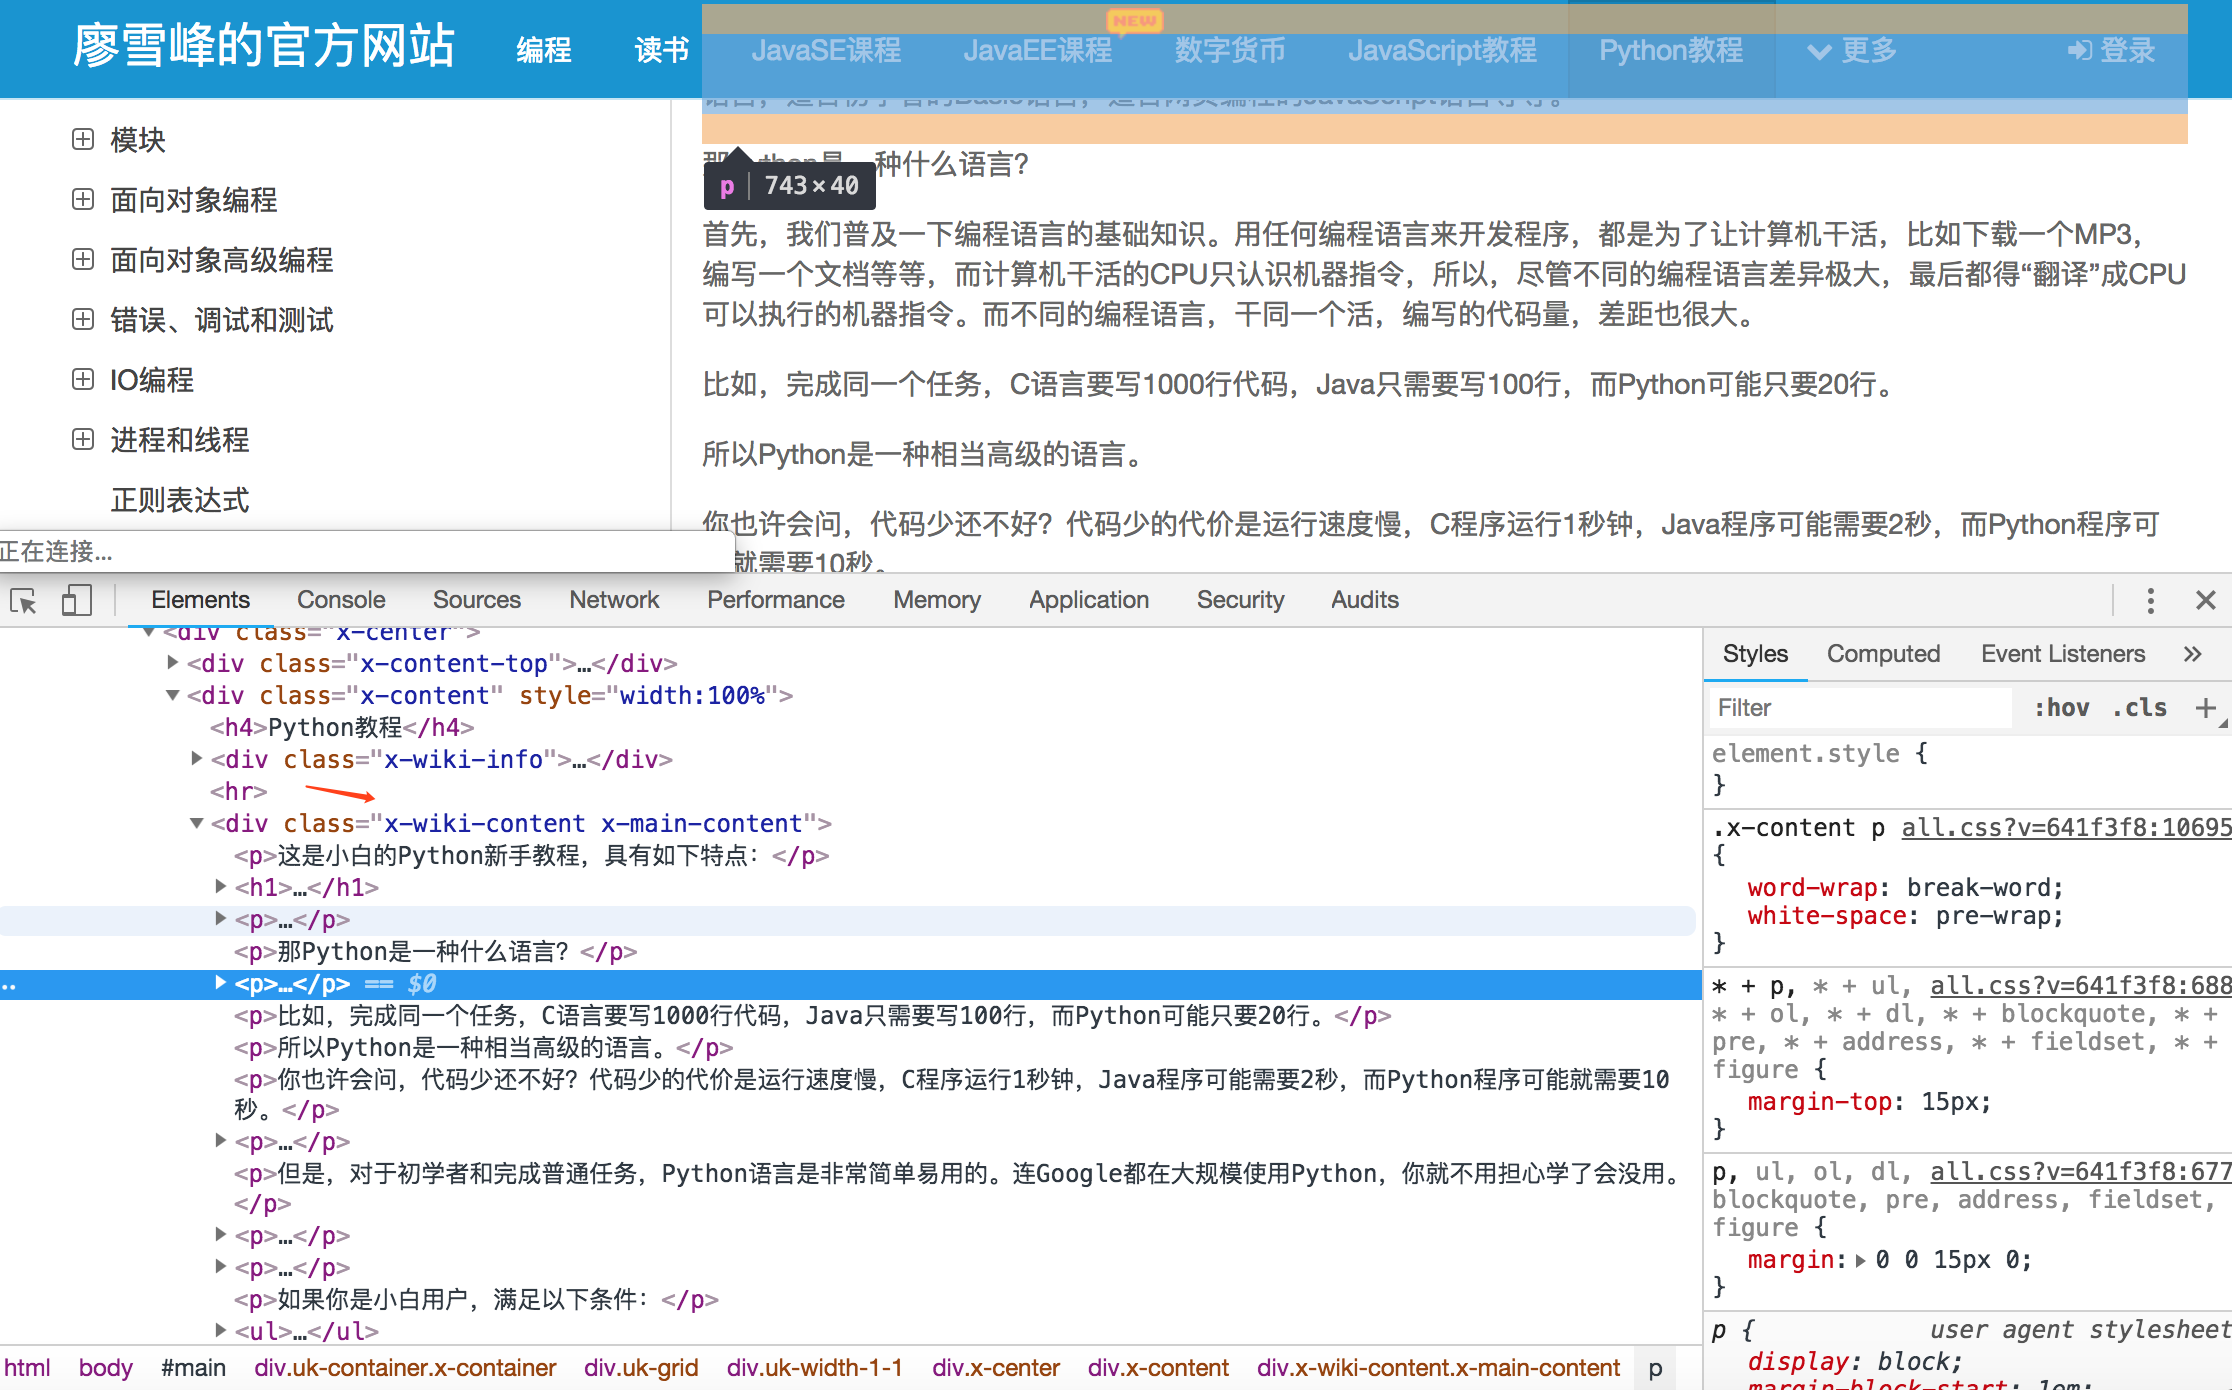 廖雪峰的官方网站 编程 读书 JavaSE课程 JavaEE课程 NEW 数字货币 JavaScript教程 Python教程 更多 登录
模块
面向对象编程
面向对象高级编程
错误、调试和测试
IO编程
进程和线程
正则表达式
正在连接...
种什么语言?
p 743×40
首先，我们普及一下编程语言的基础知识。用任何编程语言来开发程序，都是为了让计算机干活，比如下载一个MP3，
编写一个文档等等，而计算机干活的CPU只认识机器指令，所以，尽管不同的编程语言差异极大，最后都得“翻译”成CPU
可以执行的机器指令。而不同的编程语言，干同一个活，编写的代码量，差距也很大。
比如，完成同一个任务，C语言要写1000行代码，Java只需要写100行，而Python可能只要20行。
所以Python是一种相当高级的语言。
你也许会问，代码少还不好？代码少的代价是运行速度慢，C程序运行1秒钟，Java程序可能需要2秒，而Python程序可
就需要10秒。
Elements Console Sources Network Performance Memory Application Security Audits
<div class="x-center">
<div class="x-content-top">…</div>
<div class="x-content" style="width:100%">
<h4>Python教程</h4>
<div class="x-wiki-info">…</div>
<hr>
<div class="x-wiki-content x-main-content">
<p>这是小白的Python新手教程，具有如下特点：</p>
<h1>…</h1>
<p>…</p>
<p>那Python是一种什么语言？</p>
<p>…</p> == $0
<p>比如，完成同一个任务，C语言要写1000行代码，Java只需要写100行，而Python可能只要20行。</p>
<p>所以Python是一种相当高级的语言。</p>
<p>你也许会问，代码少还不好？代码少的代价是运行速度慢，C程序运行1秒钟，Java程序可能需要2秒，而Python程序可能就需要10
秒。</p>
<p>…</p>
<p>但是，对于初学者和完成普通任务，Python语言是非常简单易用的。连Google都在大规模使用Python，你就不用担心学了会没用。
</p>
<p>…</p>
<p>…</p>
<p>如果你是小白用户，满足以下条件：</p>
<ul>…</ul>
html body #main div.uk-container.x-container div.uk-grid div.uk-width-1-1 div.x-center div.x-content div.x-wiki-content.x-main-content p
Styles Computed Event Listeners »
Filter :hov .cls +
element.style {
}
.x-content p all.css?v=641f3f8:10695
{
word-wrap: break-word;
white-space: pre-wrap;
}
* + p, * + ul, all.css?v=641f3f8:688
* + ol, * + dl, * + blockquote, * +
pre, * + address, * + fieldset, * +
figure {
margin-top: 15px;
}
p, ul, ol, dl, all.css?v=641f3f8:677
blockquote, pre, address, fieldset,
figure {
margin: 0 0 15px 0;
}
p { user agent stylesheet
display: block;
margin-block-start: 1em;